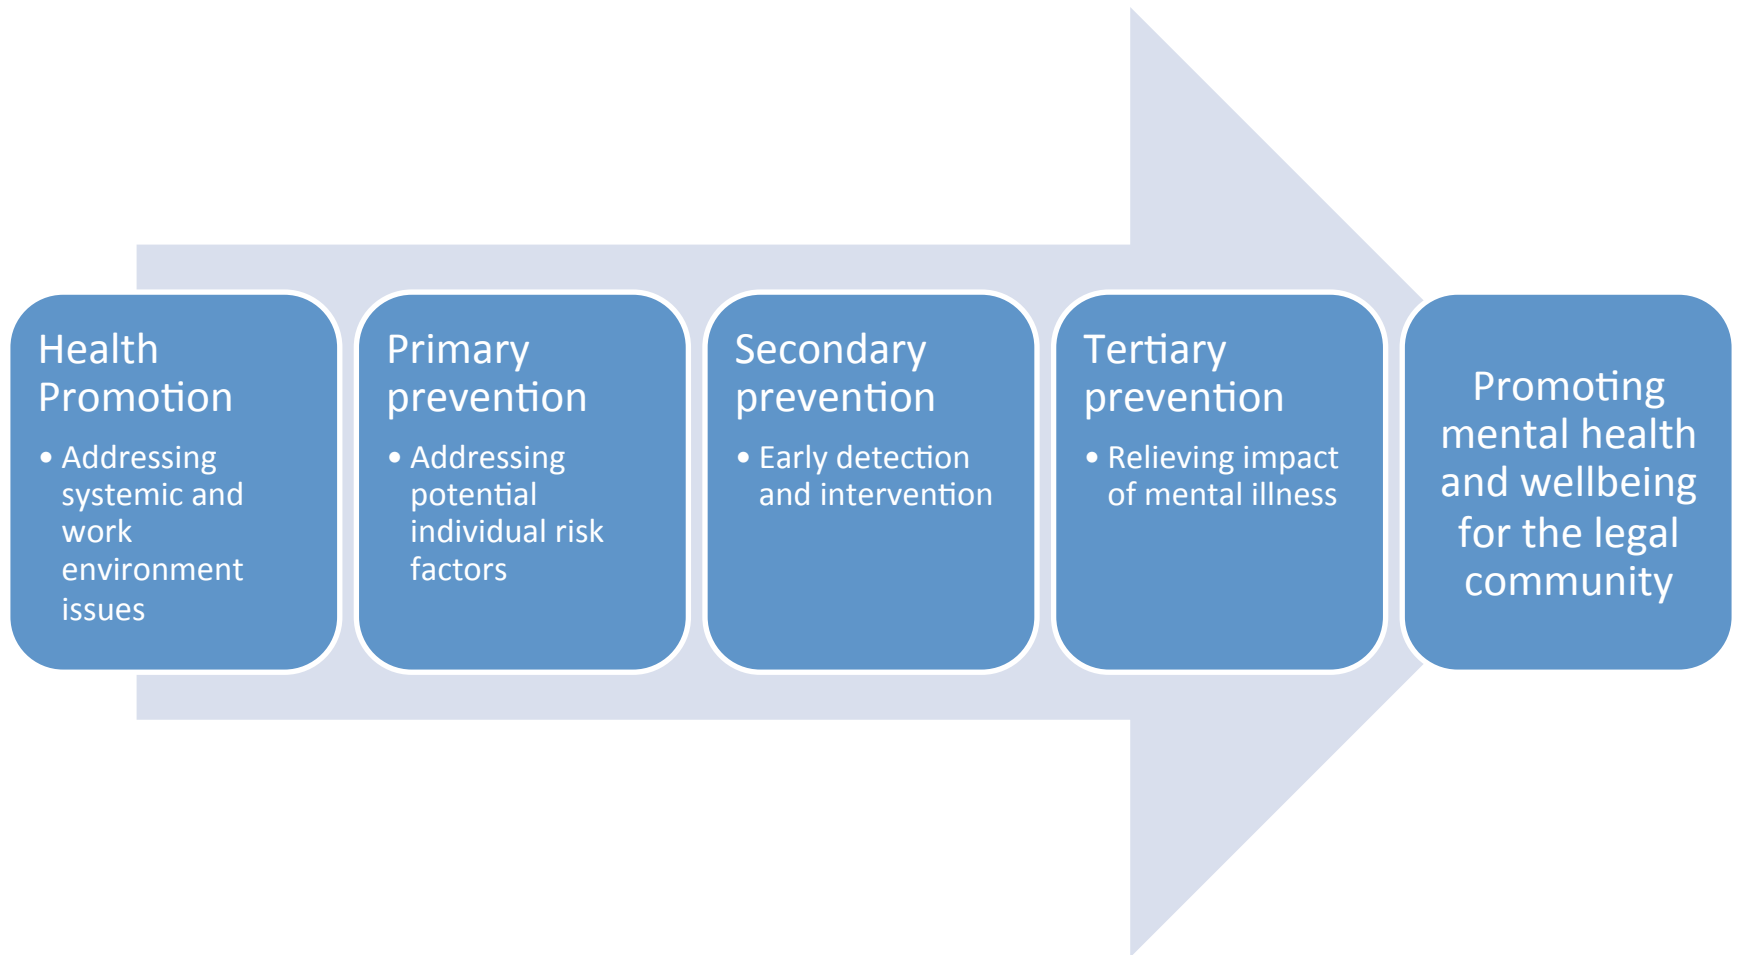 Health
Promotion
• Addressing
systemic and
work
environment
issues
Primary
prevention
• Addressing
potential
individual risk
factors
Secondary
prevention
• Early detection
and intervention
Tertiary
prevention
• Relieving impact
of mental illness
Promoting
mental health
and wellbeing
for the legal
community